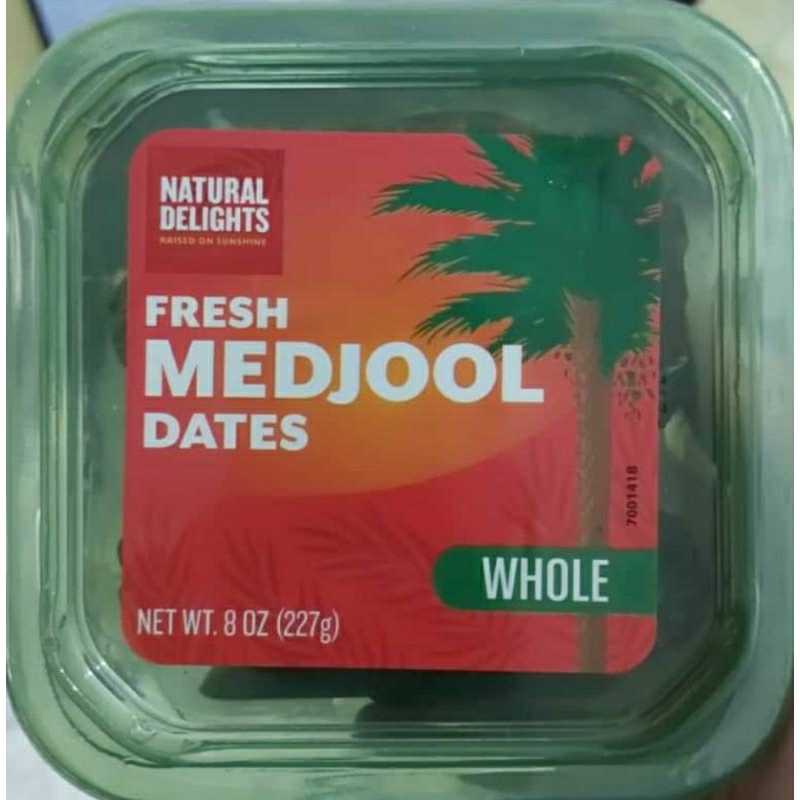 NATURAL
DELIGHTS
RAISED ON SUNSHINE
FRESH
MEDJOOL
DATES
700141B
WHOLE
NET WT. 8 OZ (227g)